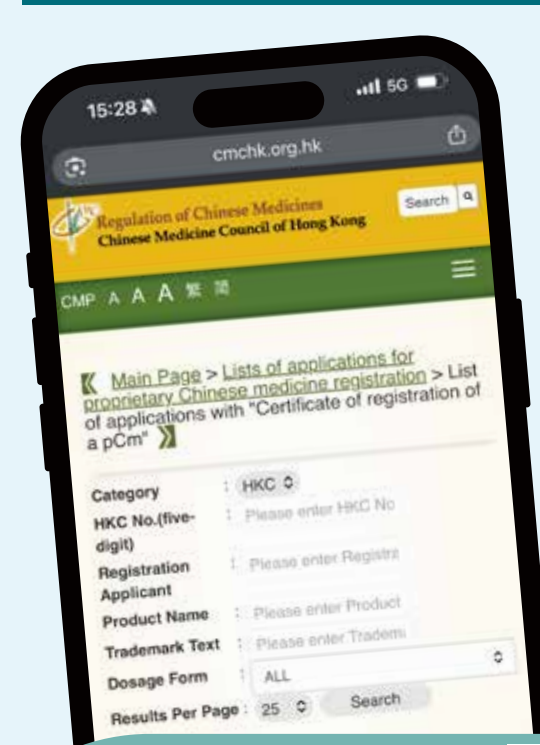 15:28
5G
cmchk.org.hk
Regulation of Chinese Medicines
Chinese Medicine Council of Hong Kong
Search
CMP A A A 繁 簡
Main Page > Lists of applications for
proprietary Chinese medicine registration > List
of applications with "Certificate of registration of
a pCm"
Category : HKC
HKC No.(five- : Please enter HKC No
digit)
Registration : Please enter Registra
Applicant
Product Name : Please enter Product
Trademark Text : Please enter Tradema
Dosage Form : ALL
Results Per Page : 25 Search